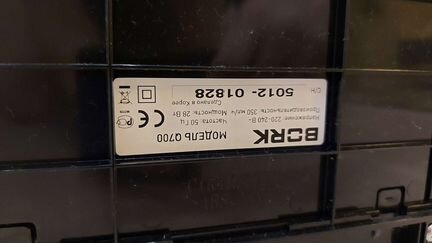 BORK
МОДЕЛЬ Q700
Напряжение: 220-240 В~
Частота: 50 Гц
Мощность: 28 Вт
Производительность: 350 мл/ч
Сделано в Корее
С/Н:
5012- 01828
CE